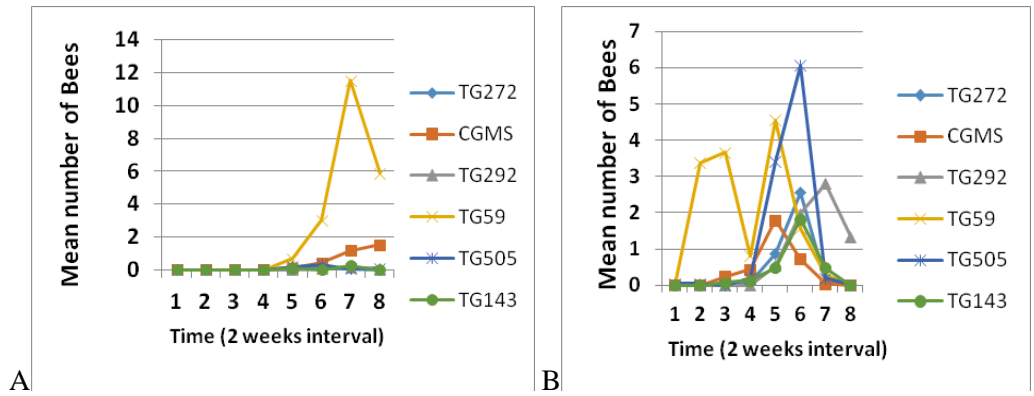 14
12
10
8
6
4
2
0
Mean number of Bees
1 2 3 4 5 6 7 8
Time (2 weeks interval)
TG272
CGMS
TG292
TG59
TG505
TG143
A
7
6
5
4
3
2
1
0
Mean number of Bees
1 2 3 4 5 6 7 8
Time (2 weeks interval)
TG272
CGMS
TG292
TG59
TG505
TG143
B